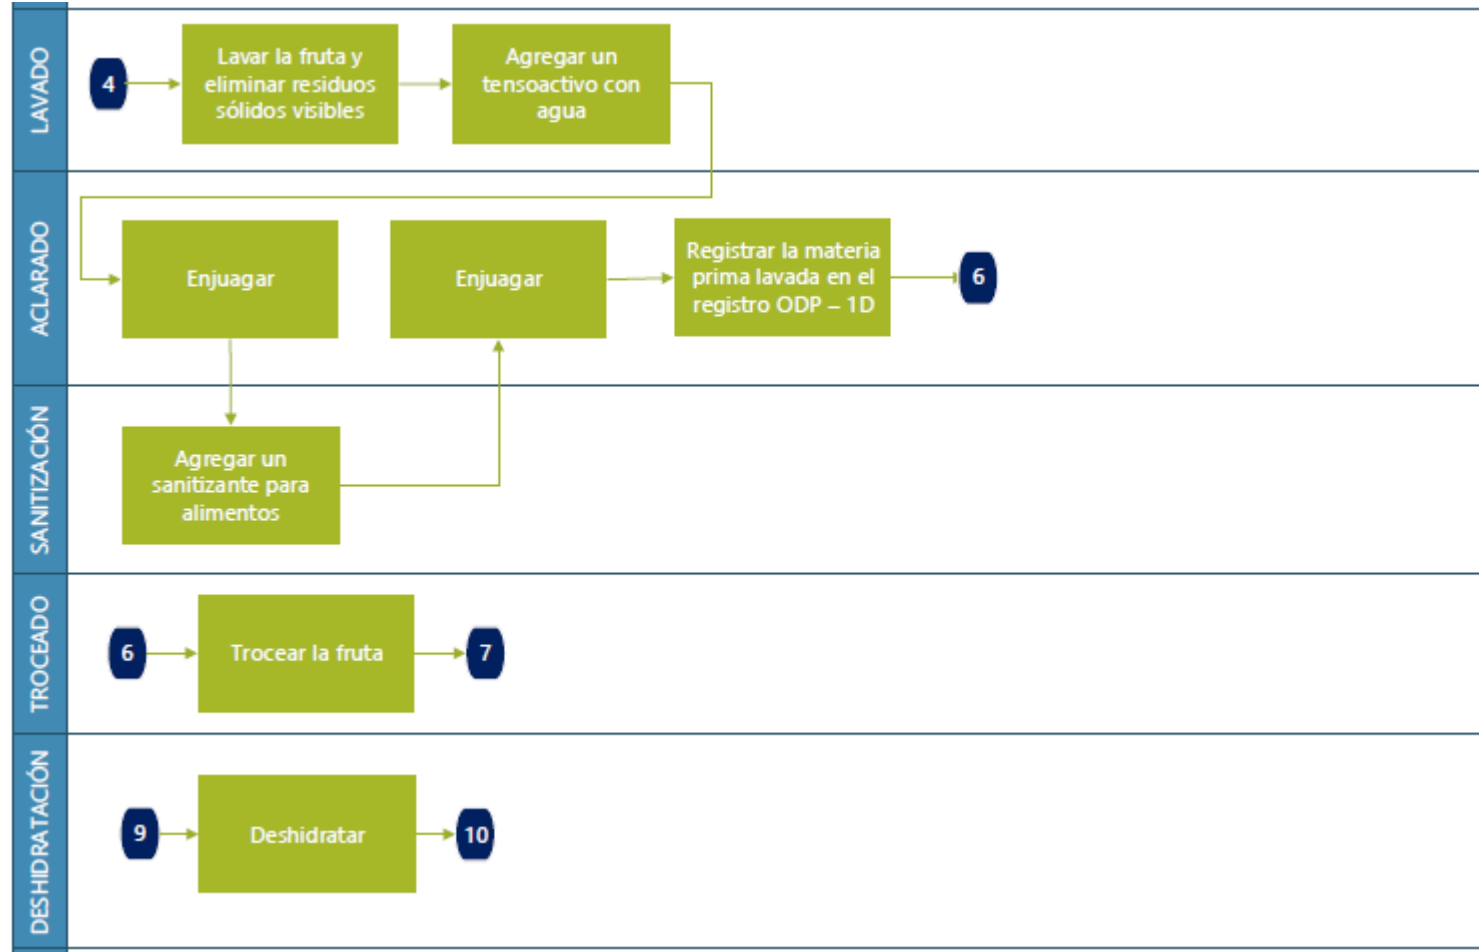 LAVADO
4
Lavar la fruta y
eliminar residuos
sólidos visibles
Agregar un
tensoactivo con
agua
ACLARADO
Enjuagar
Enjuagar
Registrar la materia
prima lavada en el
registro ODP – 1D
6
SANITIZACIÓN
Agregar un
sanitizante para
alimentos
TROCEADO
6
Trocear la fruta
7
DESHIDRATACIÓN
9
Deshidratar
10